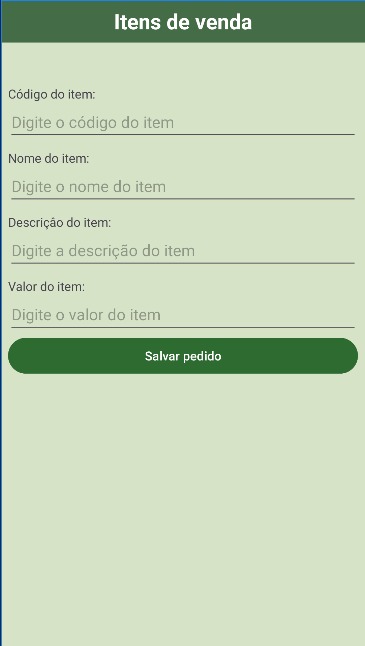 Itens de venda
Código do item:
Digite o código do item
Nome do item:
Digite o nome do item
Descrição do item:
Digite a descrição do item
Valor do item:
Digite o valor do item
Salvar pedido